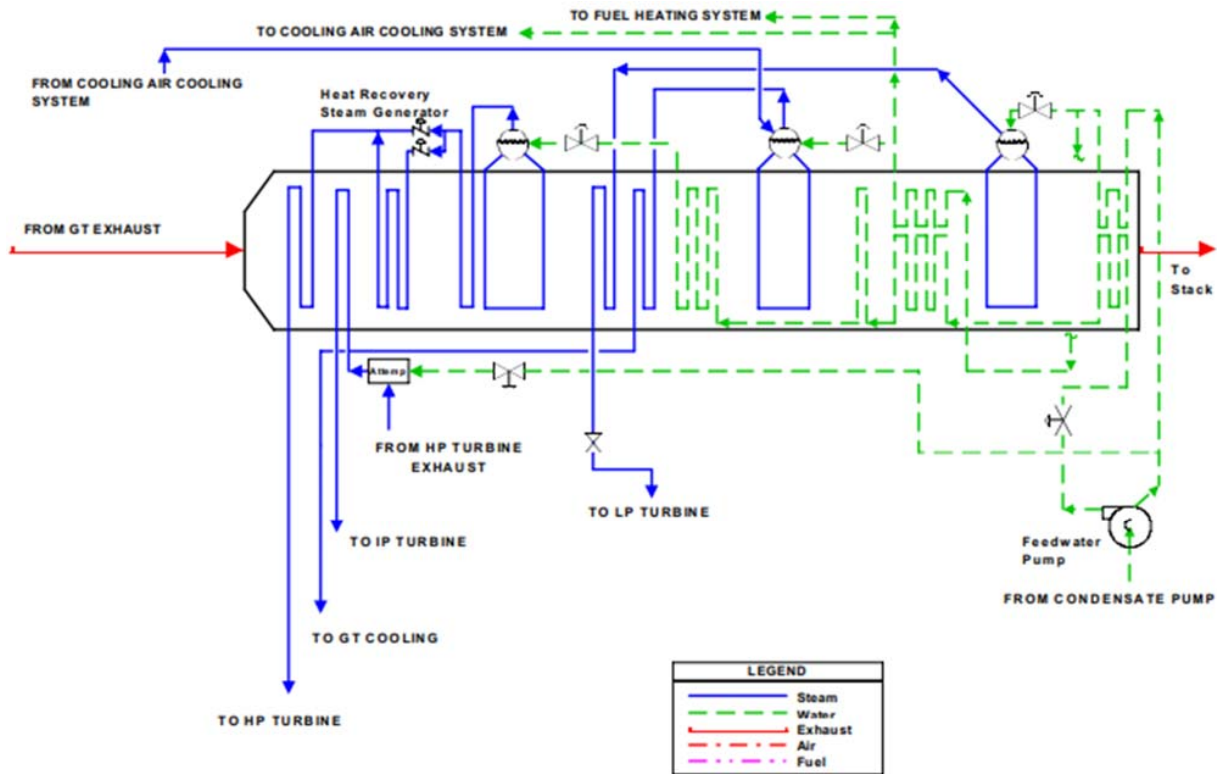 TO FUEL HEATING SYSTEM
TO COOLING AIR COOLING SYSTEM
FROM COOLING AIR COOLING
SYSTEM
Heat Recovery
Steam Generator
FROM GT EXHAUST
To
Stack
Attemp
FROM HP TURBINE
EXHAUST
TO LP TURBINE
TO IP TURBINE
Feedwater
Pump
FROM CONDENSATE PUMP
TO GT COOLING
TO HP TURBINE
LEGEND
Steam
Water
Exhaust
Air
Fuel